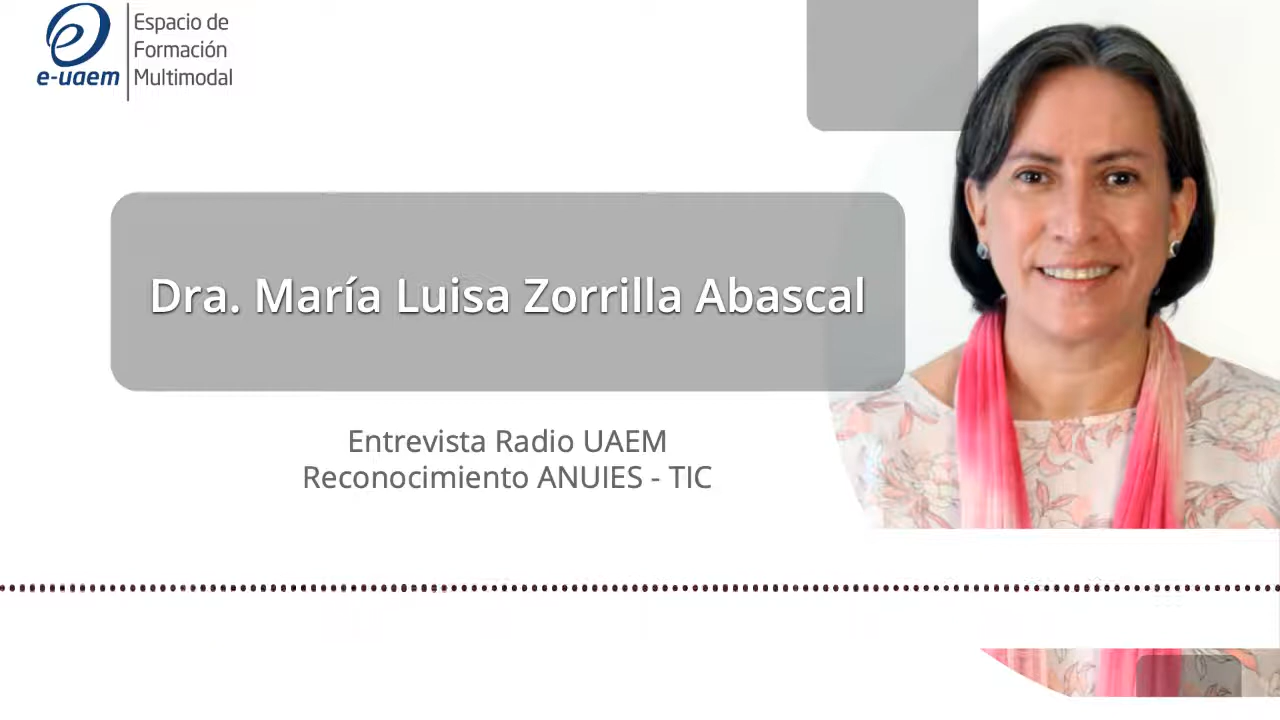 Espacio de
Formación
Multimodal
e-uaem
Dra. María Luisa Zorrilla Abascal
Entrevista Radio UAEM
Reconocimiento ANUIES - TIC